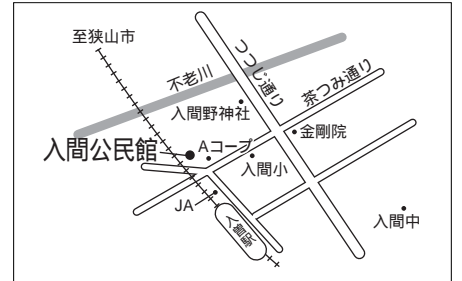 至狭山市
不老川
つつじ通り
茶つみ通り
入間野神社
金剛院
入間公民館
Aコープ
入間小
JA
入曽駅
入間中